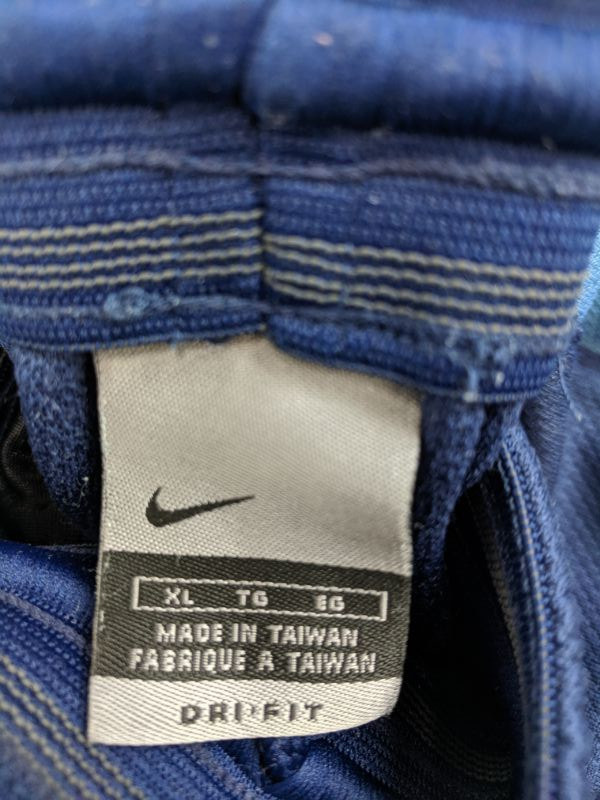 XL TG EG
MADE IN TAIWAN
FABRIQUE A TAIWAN
DRI-FIT